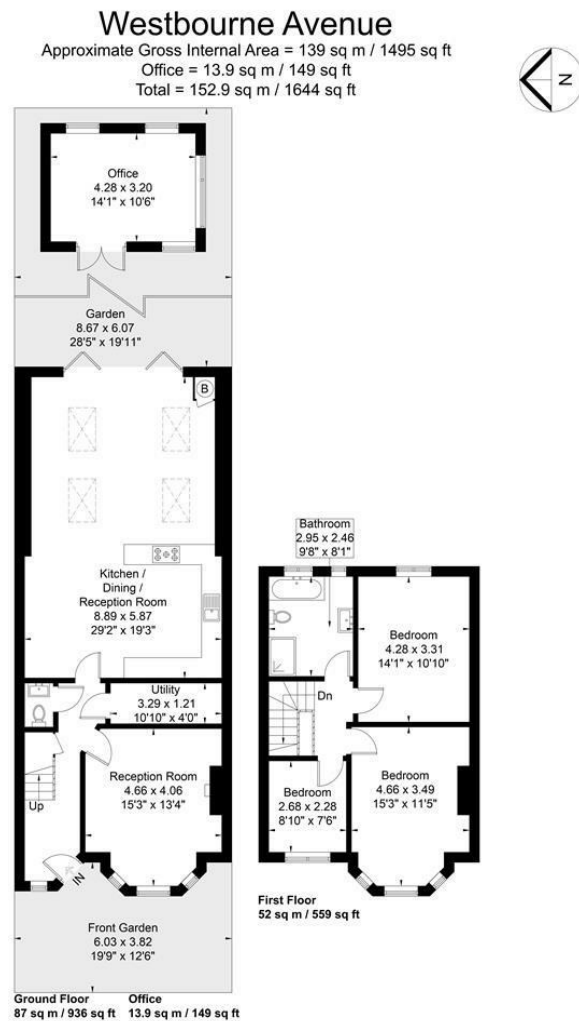 Westbourne Avenue
Approximate Gross Internal Area = 139 sq m / 1495 sq ft
Office = 13.9 sq m / 149 sq ft
Total = 152.9 sq m / 1644 sq ft
N
Office
4.28 x 3.20
14'1" x 10'6"
Garden
8.67 x 6.07
28'5" x 19'11"
B
Kitchen /
Dining /
Reception Room
8.89 x 5.87
29'2" x 19'3"
Utility
3.29 x 1.21
10'10" x 4'0"
Reception Room
4.66 x 4.06
15'3" x 13'4"
Up
IN
Front Garden
6.03 x 3.82
19'9" x 12'6"
Ground Floor
87 sq m / 936 sq ft
Office
13.9 sq m / 149 sq ft
Bathroom
2.95 x 2.46
9'8" x 8'1"
Bedroom
4.28 x 3.31
14'1" x 10'10"
Dn
Bedroom
2.68 x 2.28
8'10" x 7'6"
Bedroom
4.66 x 3.49
15'3" x 11'5"
First Floor
52 sq m / 559 sq ft